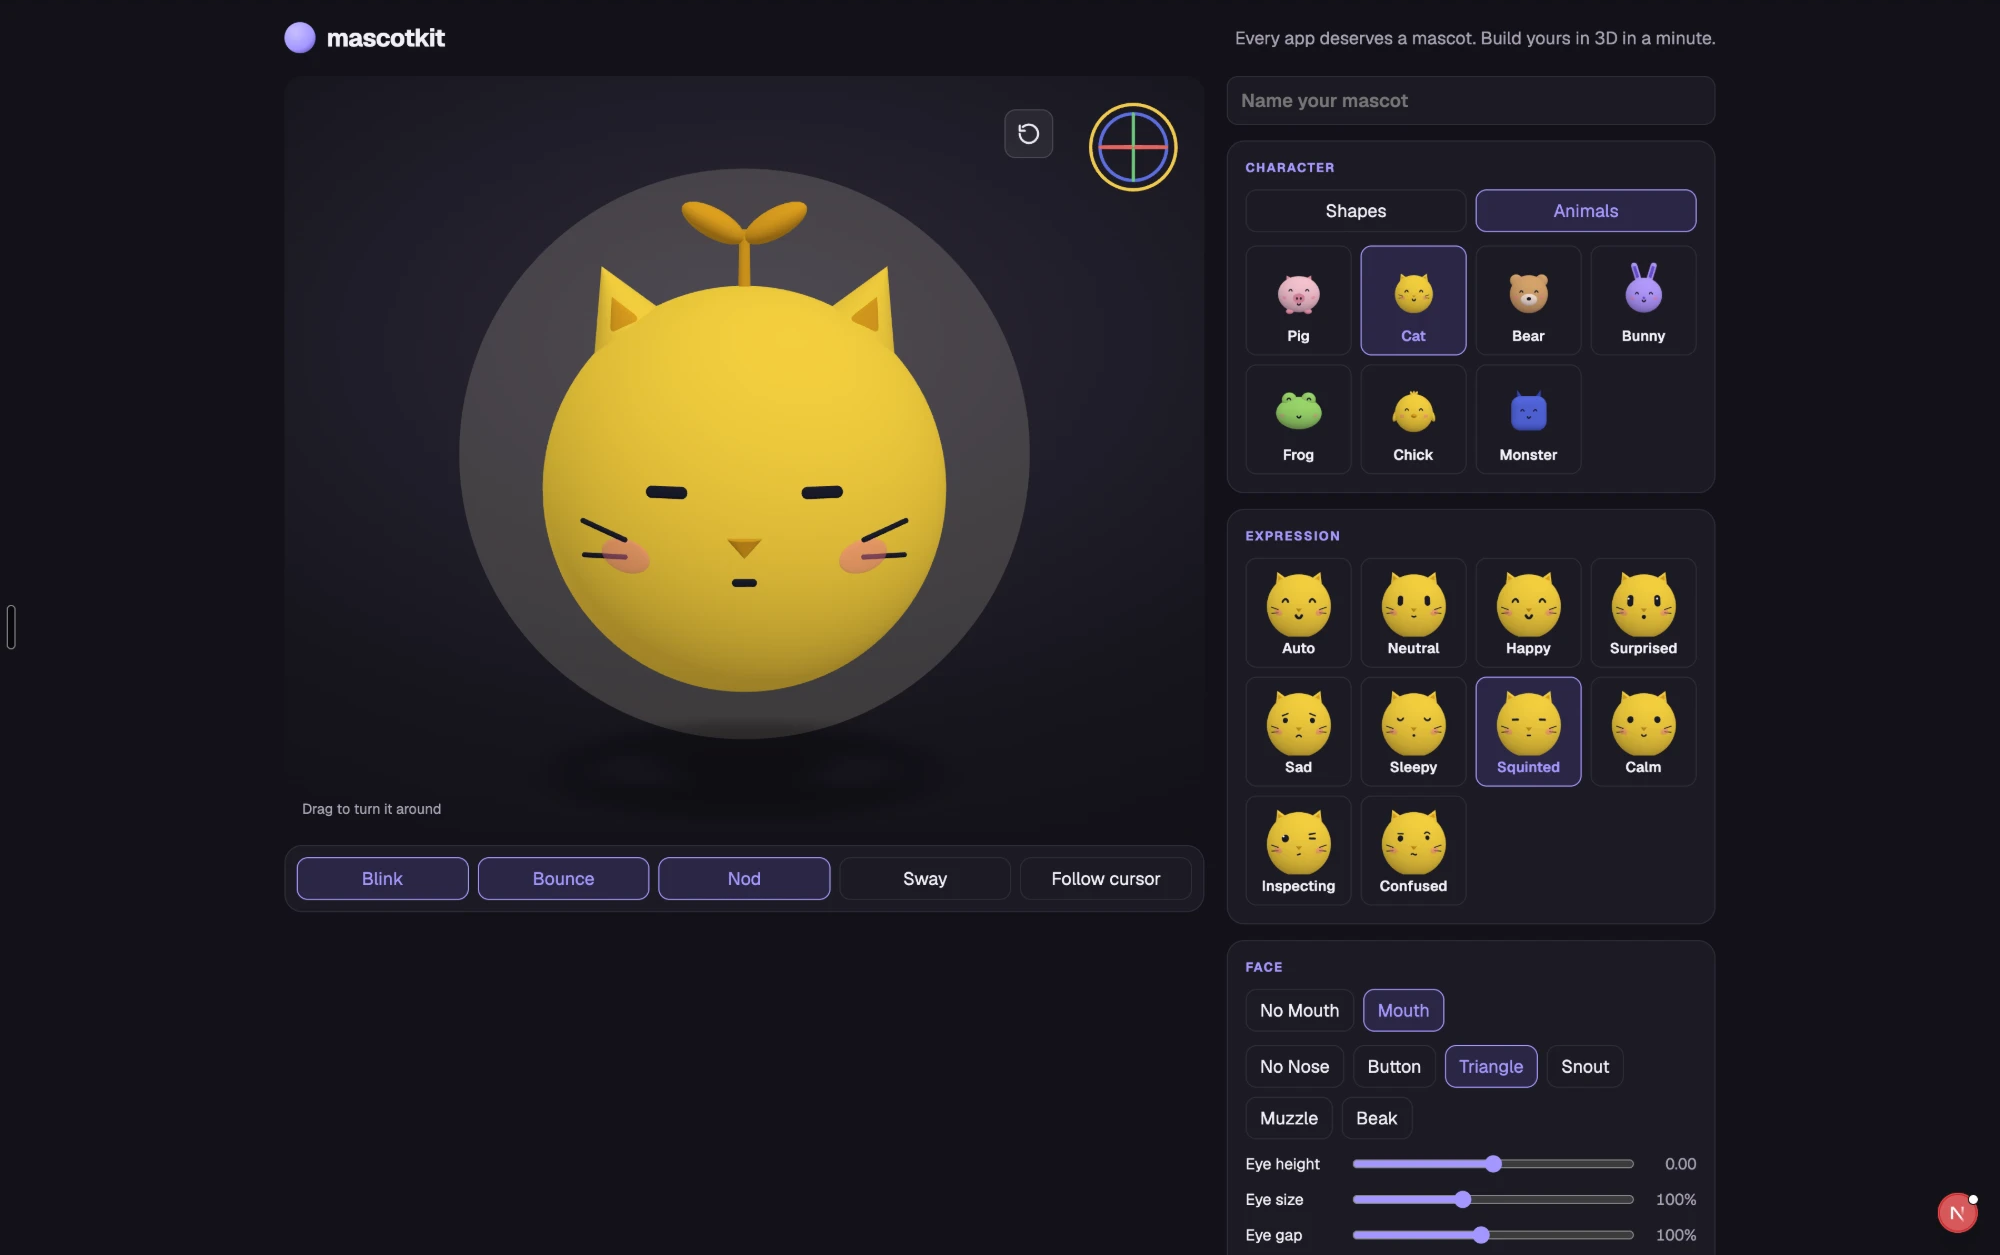 mascotkit
Every app deserves a mascot. Build yours in 3D in a minute.
Name your mascot
CHARACTER
Shapes
Animals
Pig
Cat
Bear
Bunny
Frog
Chick
Monster
EXPRESSION
Auto
Neutral
Happy
Surprised
Sad
Sleepy
Squinted
Calm
Inspecting
Confused
Drag to turn it around
Blink
Bounce
Nod
Sway
Follow cursor
FACE
No Mouth
Mouth
No Nose
Button
Triangle
Snout
Muzzle
Beak
Eye height 0.00
Eye size 100%
Eye gap 100%
N